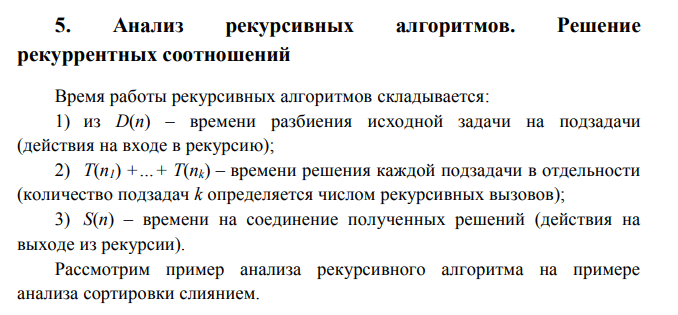 5. Анализ рекурсивных алгоритмов. Решение
рекуррентных соотношений
Время работы рекурсивных алгоритмов складывается:
1) из D(n) – времени разбиения исходной задачи на подзадачи
(действия на входе в рекурсию);
2) T(n₁) +…+ T(nₖ) – времени решения каждой подзадачи в отдельности
(количество подзадач k определяется числом рекурсивных вызовов);
3) S(n) – времени на соединение полученных решений (действия на
выходе из рекурсии).
Рассмотрим пример анализа рекурсивного алгоритма на примере
анализа сортировки слиянием.